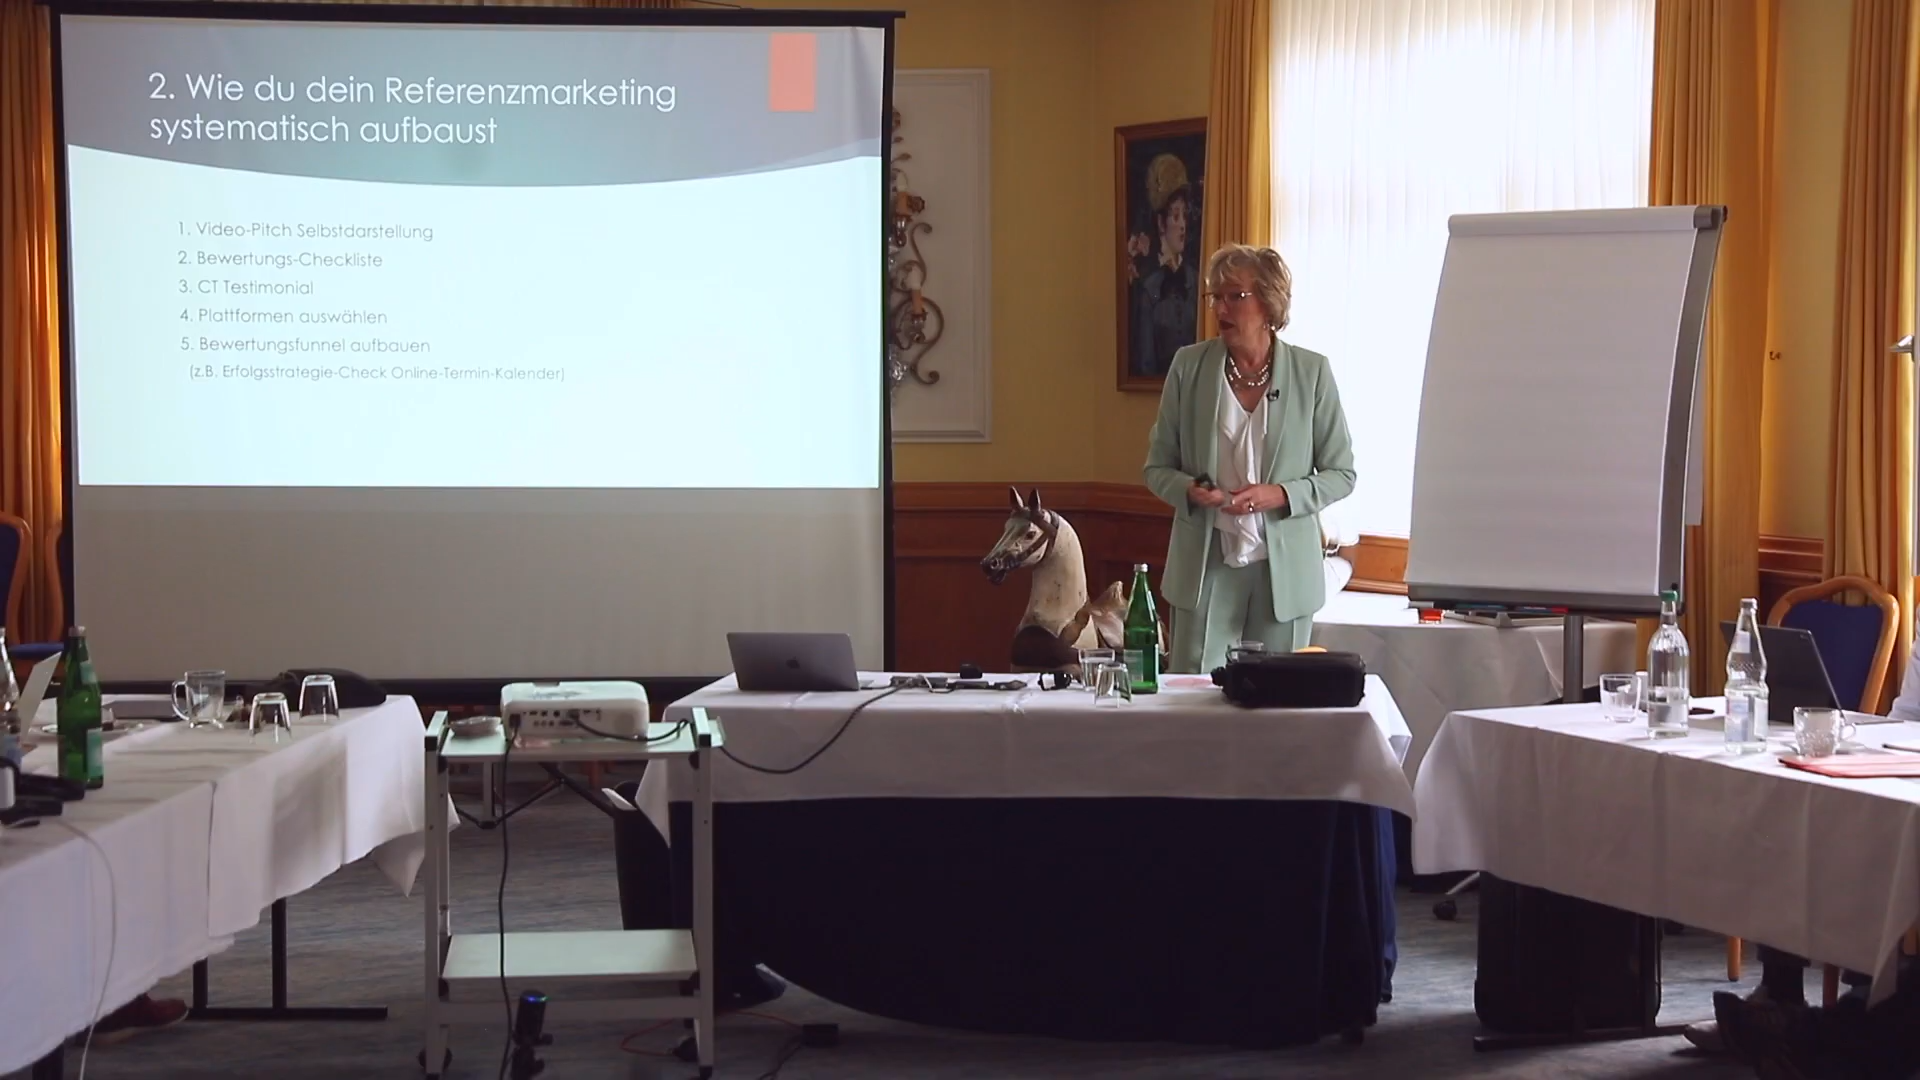 2. Wie du dein Referenzmarketing
systematisch aufbaust
1. Video-Pitch Selbstdarstellung
2. Bewertungs-Checkliste
3. CT Testimonial
4. Plattformen auswählen
5. Bewertungsfunnel aufbauen
(z.B. Erfolgsstrategie-Check Online-Termin-Kalender)